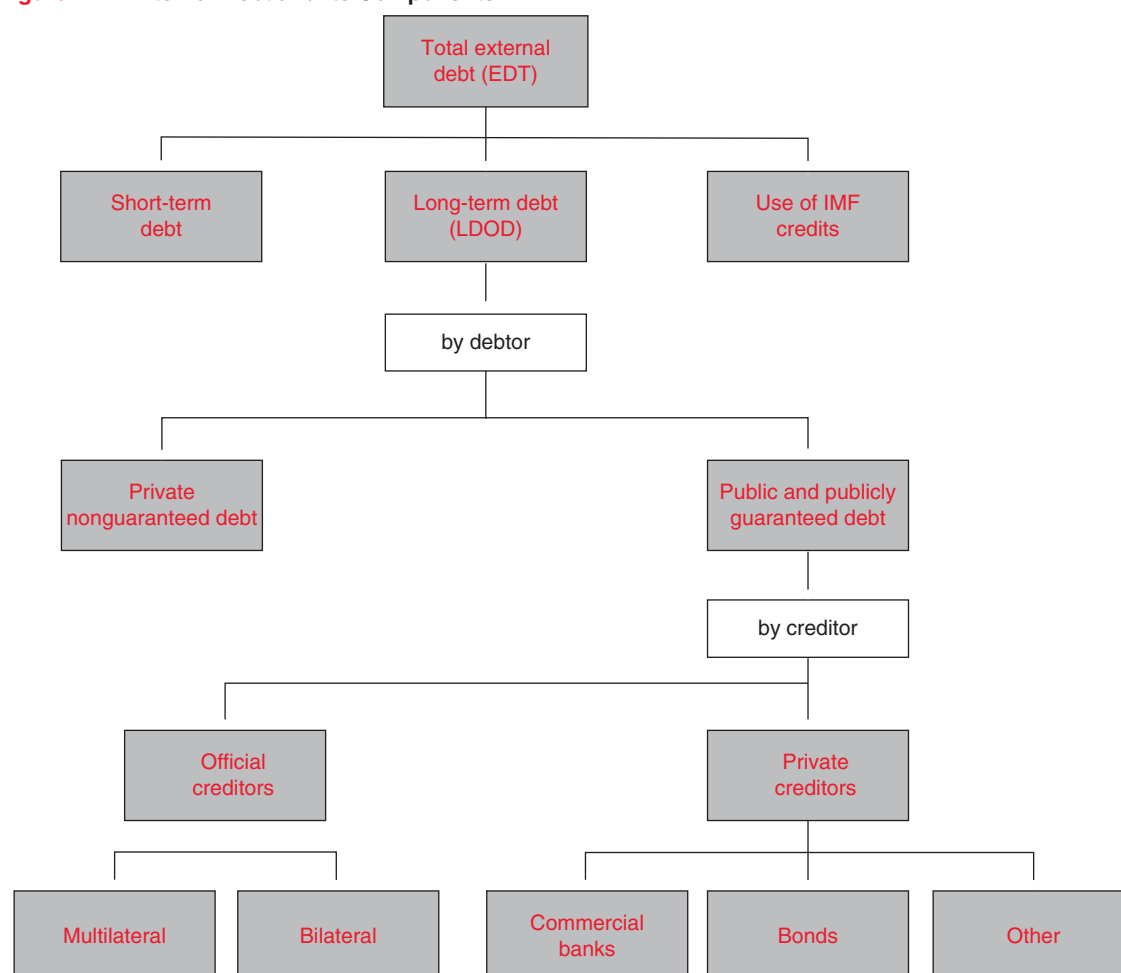 Total external
debt (EDT)
Short-term
debt
Long-term debt
(LDOD)
Use of IMF
credits
by debtor
Private
nonguaranteed debt
Public and publicly
guaranteed debt
by creditor
Official
creditors
Private
creditors
Multilateral
Bilateral
Commercial
banks
Bonds
Other